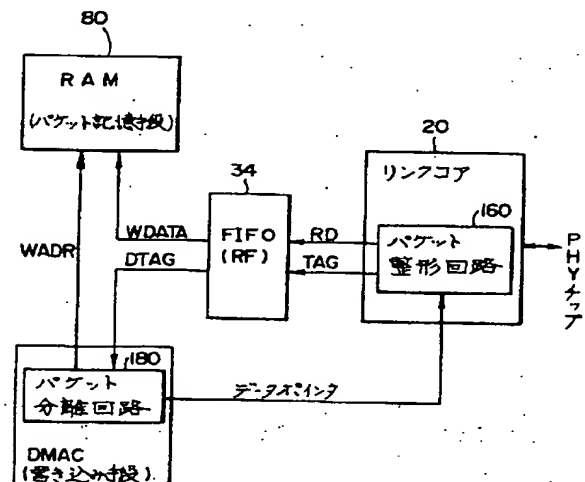 80
RAM
(パケット記憶手段)
20
リンクコア
34
160
FIFO
(RF)
WDATA
DTAG
RD
TAG
WADR
パケット
整形回路
PHYチップ
180
パケット
分離回路
データポインタ
DMAC
(書き込み手段)